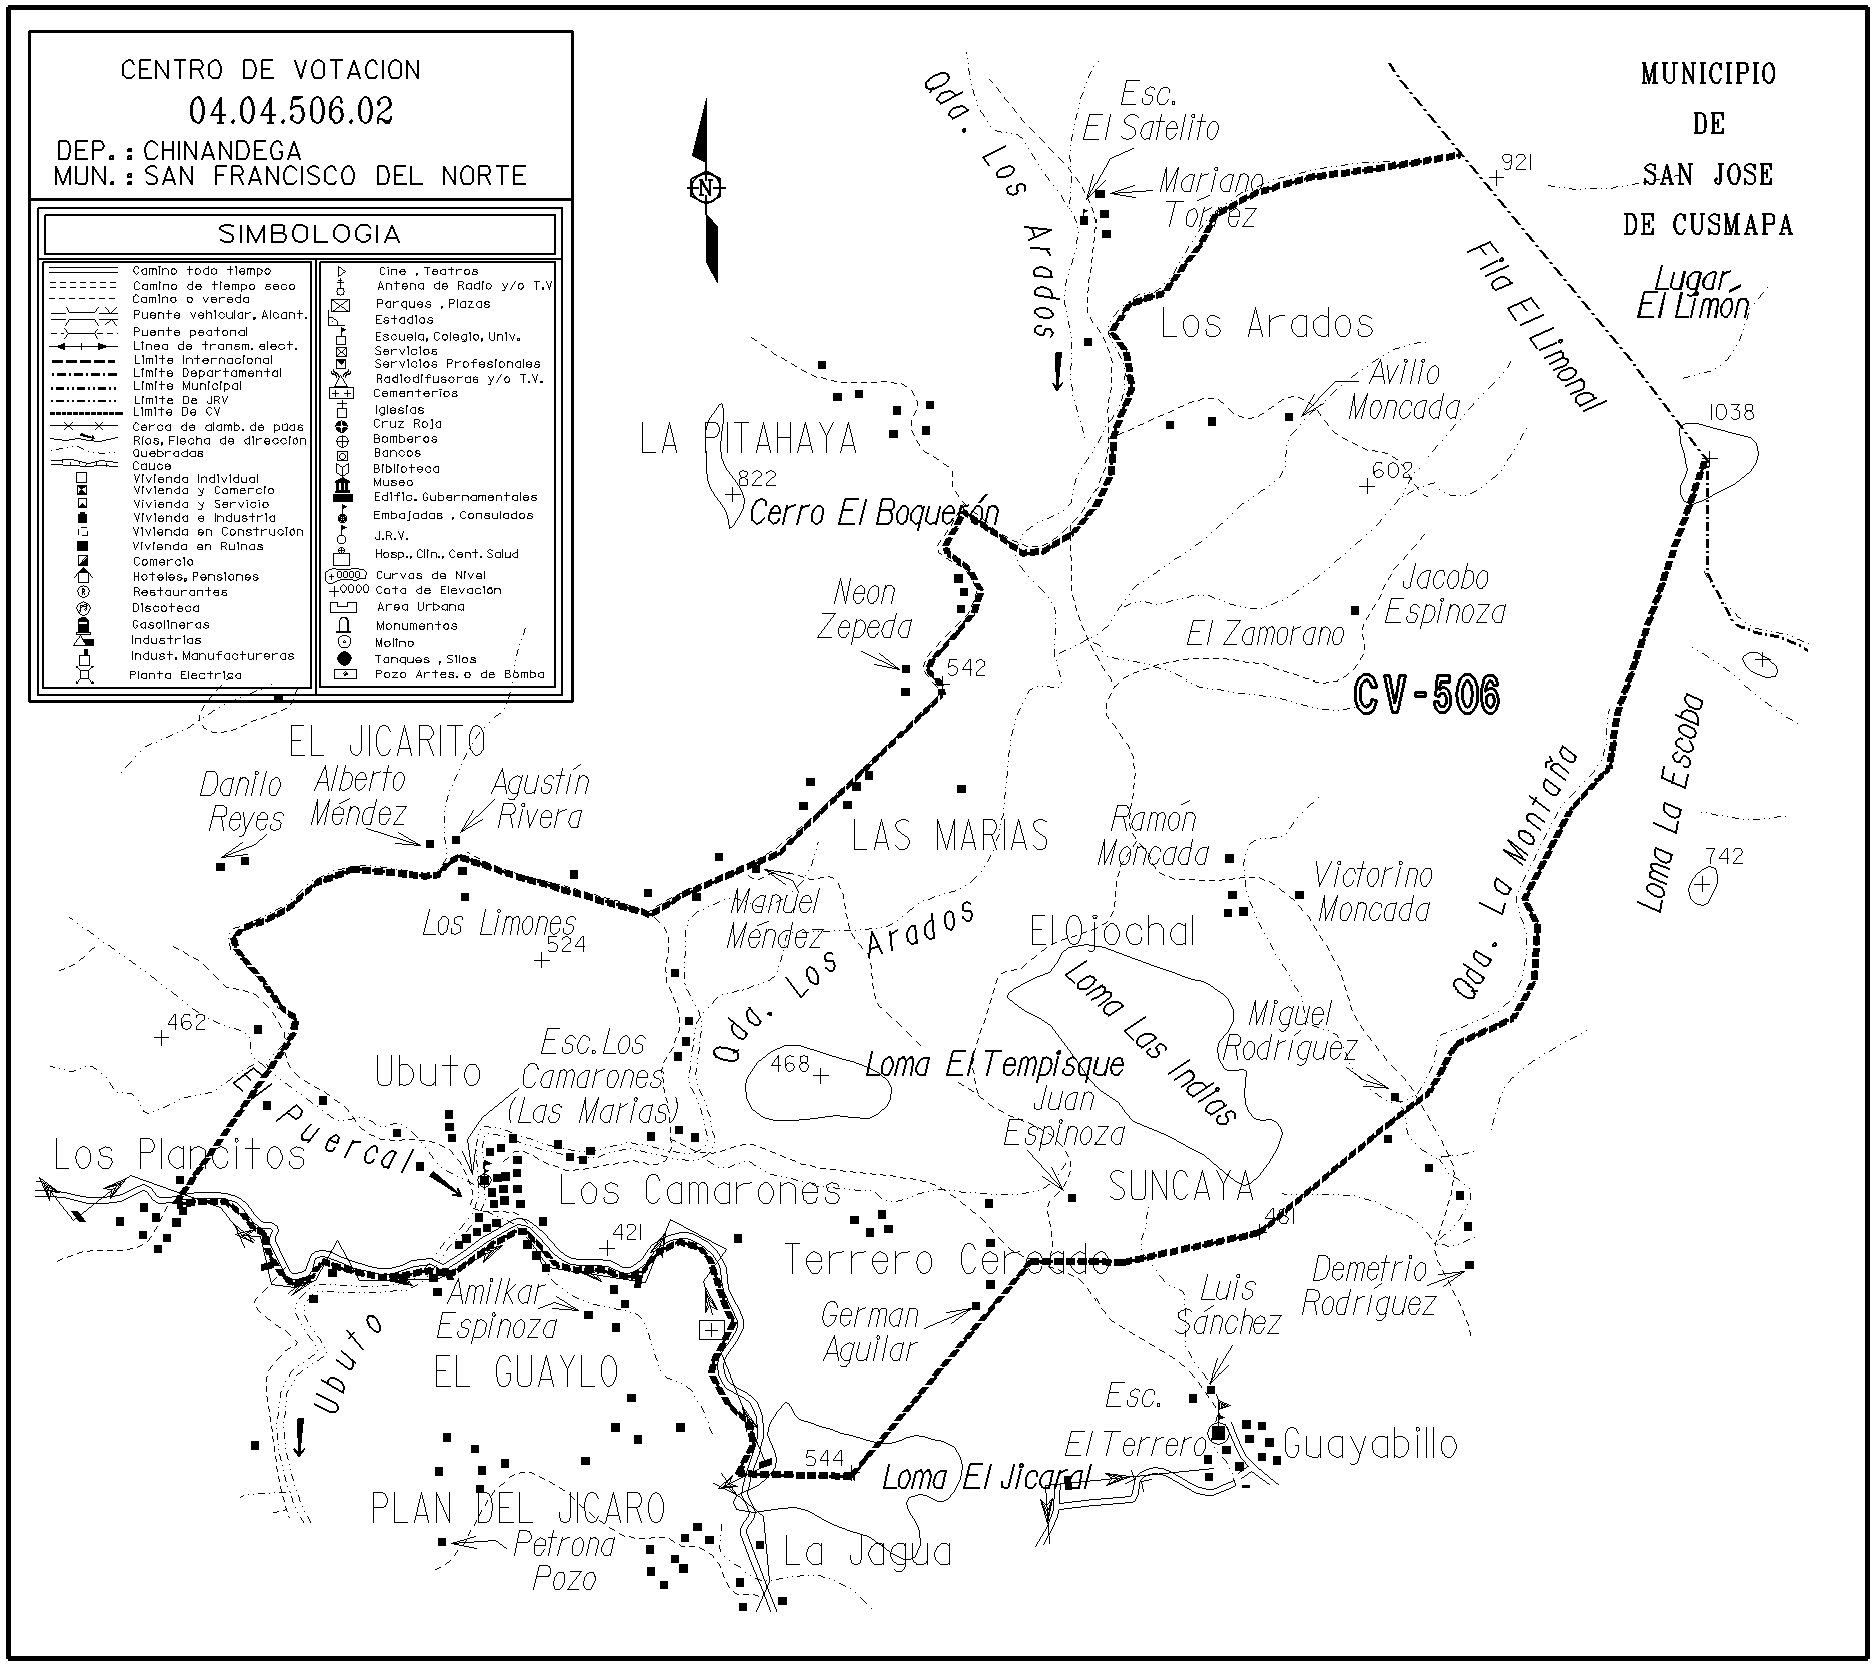 CENTRO DE VOTACION
04.04.506.02
DEP. : CHINANDEGA
MUN. : SAN FRANCISCO DEL NORTE
SIMBOLOGIA
Camino todo tiempo
Camino de tiempo seco
Camino o vereda
Puente vehicular, Alcant.
Puente peatonal
Linea de transm. elect.
Limite Internacional
Limite Departamental
Limite Municipal
Limite De JRV
Limite De CV
Cerca de alamb. de púas
Ríos, Flecha de dirección
Quebradas
Cauce
Vivienda Individual
Vivienda y Comercio
Vivienda y Servicio
Vivienda e Industria
Vivienda en Construción
Vivienda en Ruinas
Comercio
Hoteles, Pensiones
Restaurantes
Discoteca
Gasolineras
Industrias
Indust. Manufactureras
Planta Electrica
Cine , Teatros
Antena de Radio y/o T.V
Parques , Plazas
Estadios
Escuela, Colegio, Univ.
Servicios
Servicios Profesionales
Radiodifusoras y/o T.V.
Cementerios
Iglesias
Cruz Roja
Bomberos
Bancos
Biblioteca
Museo
Edific. Gubernamentales
Embajadas , Consulados
J.R.V.
Hosp., Clin., Cent. Salud
+0000 Curvas de Nivel
+0000 Cota de Elevación
Area Urbana
Monumentos
Molino
Tanques , Silos
Pozo Artes. o de Bomba
N
MUNICIPIO
DE
SAN JOSE
DE CUSMAPA
Qda. Los Arados
Esc.
El Satelito
Mariano
Torrez
921
Fila El Limonal
Lugar
El Limón
Los Arados
Avilio
Moncada
1038
LA PITAHAYA
822
602
Cerro El Boquerón
Neon
Zepeda
542
Jacobo
Espinoza
El Zamorano
CV-506
EL JICARITO
Danilo
Reyes
Alberto
Méndez
Agustín
Rivera
LAS MARIAS
Ramón
Moncada
Victorino
Moncada
Qda. La Montaña
Loma La Escoba
742
Los Limones
524
Manuel
Méndez
Qda. Los Arados
El Ojochal
Loma Las Indias
Miguel
Rodríguez
462
El Puercal
Ubuto
Esc. Los
Camarones
(Las Marias)
468
Loma El Tempisque
Juan
Espinoza
Los Plancitos
Los Camarones
SUNCAYA
461
421
Terrero Cercado
Amilkar
Espinoza
Ubuto
EL GUAYLO
German
Aguilar
Luis
Sánchez
Demetrio
Rodríguez
Esc.
El Terrero
Guayabillo
544
Loma El Jicaral
PLAN DEL JICARO
Petrona
Pozo
La Jagua